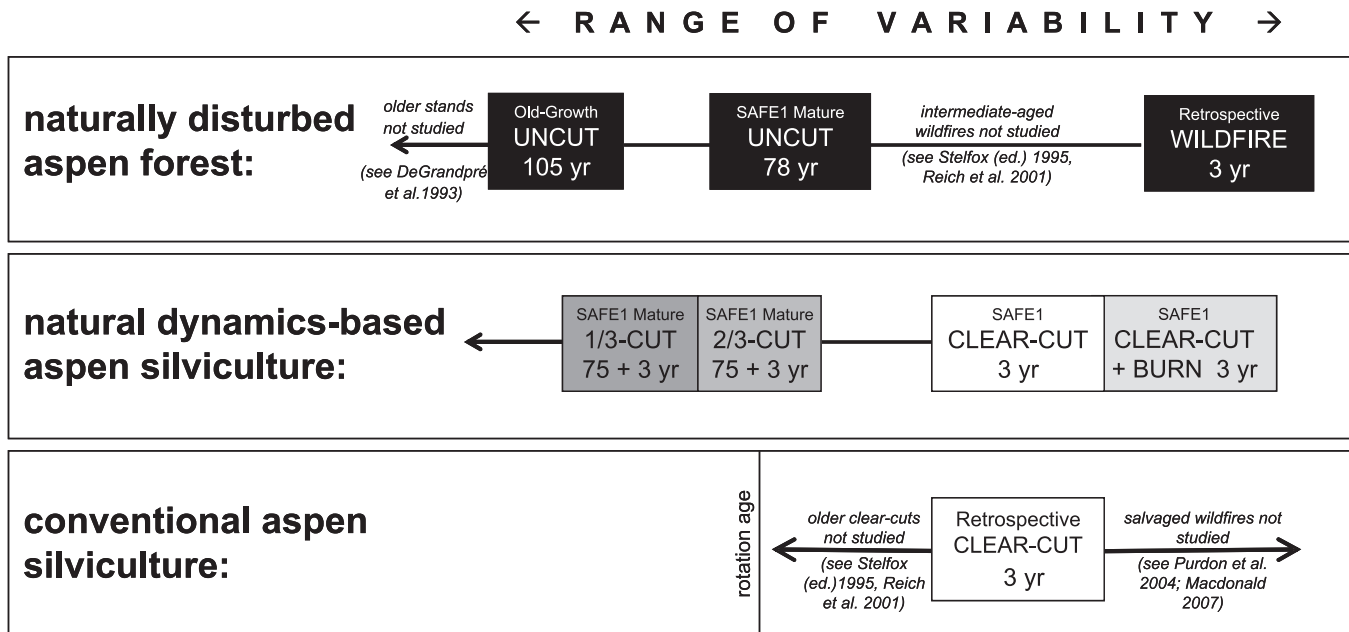 ← RANGE OF VARIABILITY →
naturally disturbed
aspen forest:
older stands
not studied
(see DeGrandpré
et al.1993)
Old-Growth
UNCUT
105 yr
SAFE1 Mature
UNCUT
78 yr
intermediate-aged
wildfires not studied
(see Stelfox (ed.) 1995,
Reich et al. 2001)
Retrospective
WILDFIRE
3 yr
natural dynamics-based
aspen silviculture:
SAFE1 Mature
1/3-CUT
75 + 3 yr
SAFE1 Mature
2/3-CUT
75 + 3 yr
SAFE1
CLEAR-CUT
3 yr
SAFE1
CLEAR-CUT
+ BURN 3 yr
conventional aspen
silviculture:
rotation age
older clear-cuts
not studied
(see Stelfox
(ed.)1995, Reich
et al. 2001)
Retrospective
CLEAR-CUT
3 yr
salvaged wildfires not
studied
(see Purdon et al.
2004; Macdonald
2007)